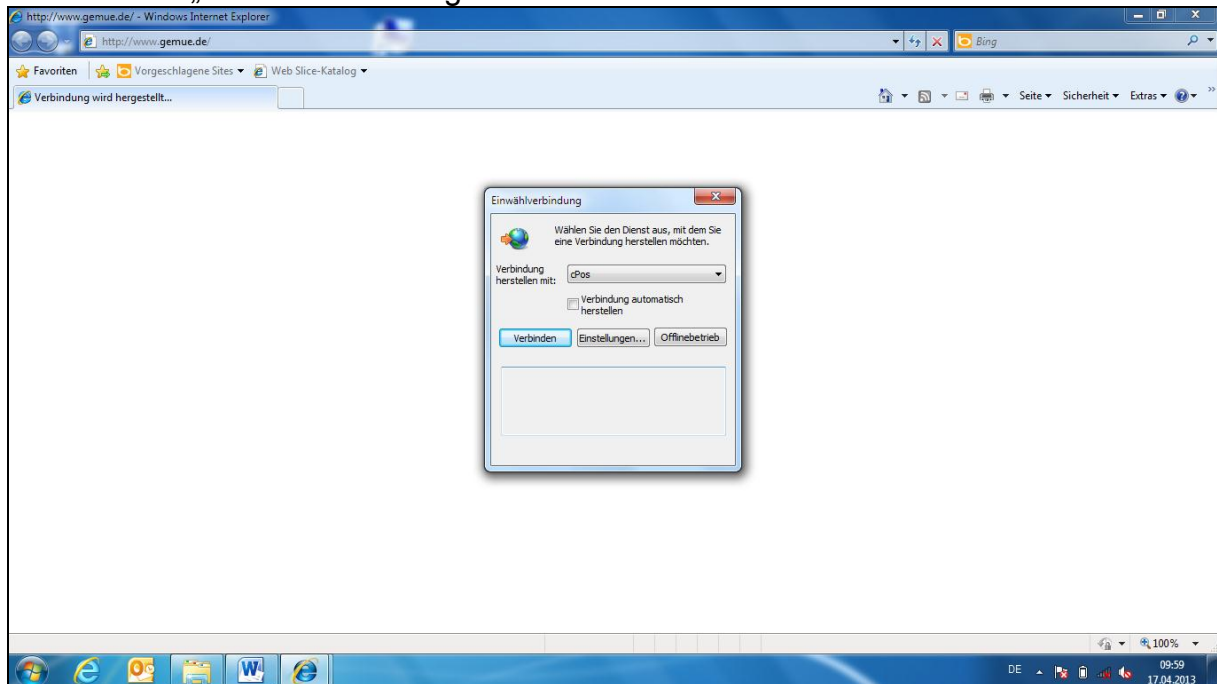 http://www.gemue.de/ - Windows Internet Explorer
http://www.gemue.de/
Bing
Favoriten Vorgeschlagene Sites Web Slice-Katalog
Verbindung wird hergestellt...
Seite Sicherheit Extras
Einwählverbindung
Wählen Sie den Dienst aus, mit dem Sie
eine Verbindung herstellen möchten.
Verbindung
herstellen mit:
cPos
Verbindung automatisch
herstellen
Verbinden Einstellungen... Offlinebetrieb
100%
DE
09:59
17.04.2013